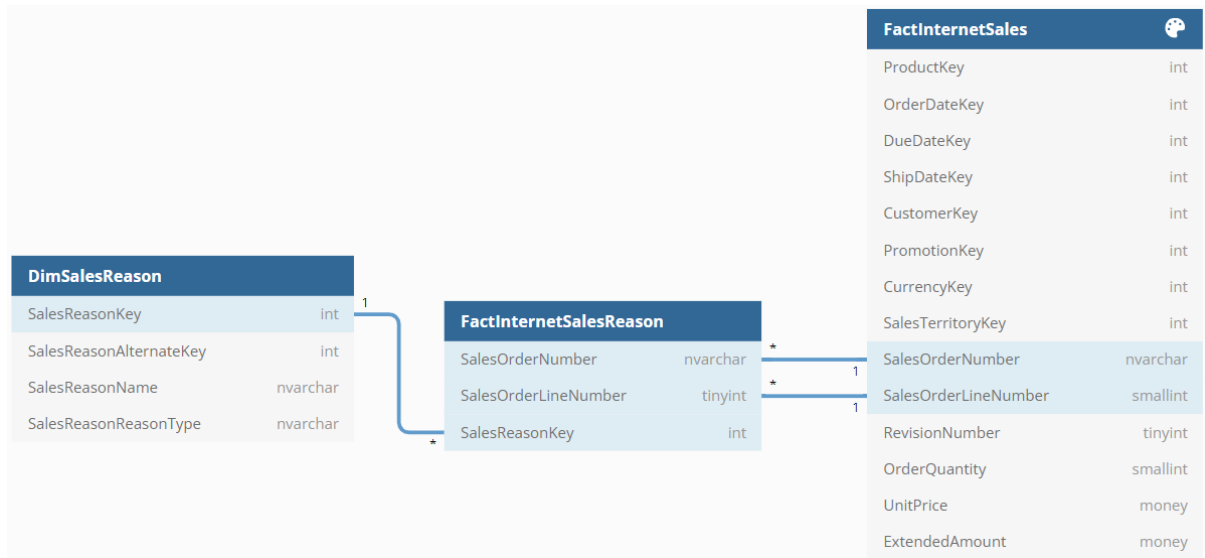 DimSalesReason
SalesReasonKey int
SalesReasonAlternateKey int
SalesReasonName nvarchar
SalesReasonReasonType nvarchar
1
*
FactInternetSalesReason
SalesOrderNumber nvarchar
SalesOrderLineNumber tinyint
SalesReasonKey int
*
1
*
1
FactInternetSales
ProductKey int
OrderDateKey int
DueDateKey int
ShipDateKey int
CustomerKey int
PromotionKey int
CurrencyKey int
SalesTerritoryKey int
SalesOrderNumber nvarchar
SalesOrderLineNumber smallint
RevisionNumber tinyint
OrderQuantity smallint
UnitPrice money
ExtendedAmount money